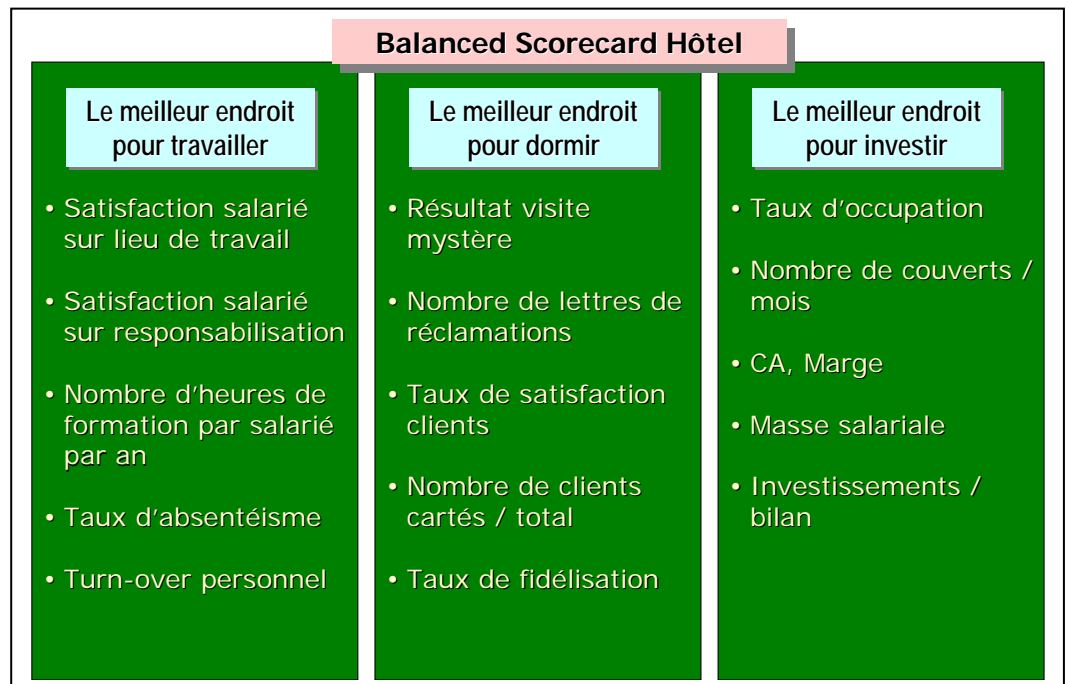 Balanced Scorecard Hôtel
Le meilleur endroit
pour travailler
• Satisfaction salarié
sur lieu de travail
• Satisfaction salarié
sur responsabilisation
• Nombre d'heures de
formation par salarié
par an
• Taux d'absentéisme
• Turn-over personnel
Le meilleur endroit
pour dormir
• Résultat visite
mystère
• Nombre de lettres de
réclamations
• Taux de satisfaction
clients
• Nombre de clients
cartés / total
• Taux de fidélisation
Le meilleur endroit
pour investir
• Taux d'occupation
• Nombre de couverts /
mois
• CA, Marge
• Masse salariale
• Investissements /
bilan